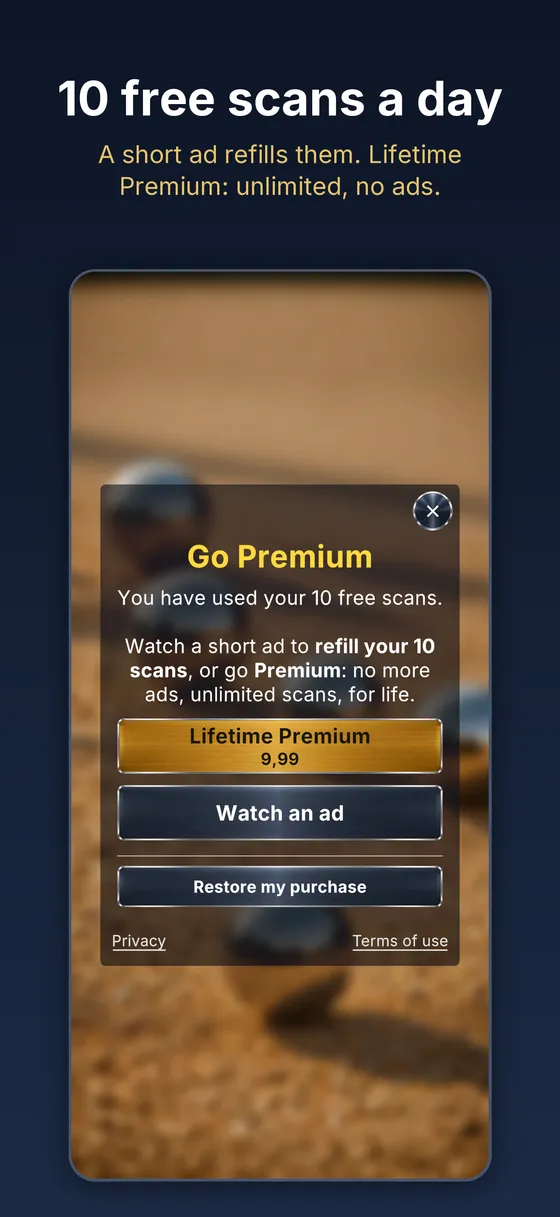 10 free scans a day
A short ad refills them. Lifetime
Premium: unlimited, no ads.
Go Premium
You have used your 10 free scans.
Watch a short ad to refill your 10
scans, or go Premium: no more
ads, unlimited scans, for life.
Lifetime Premium
9,99
Watch an ad
Restore my purchase
Privacy
Terms of use